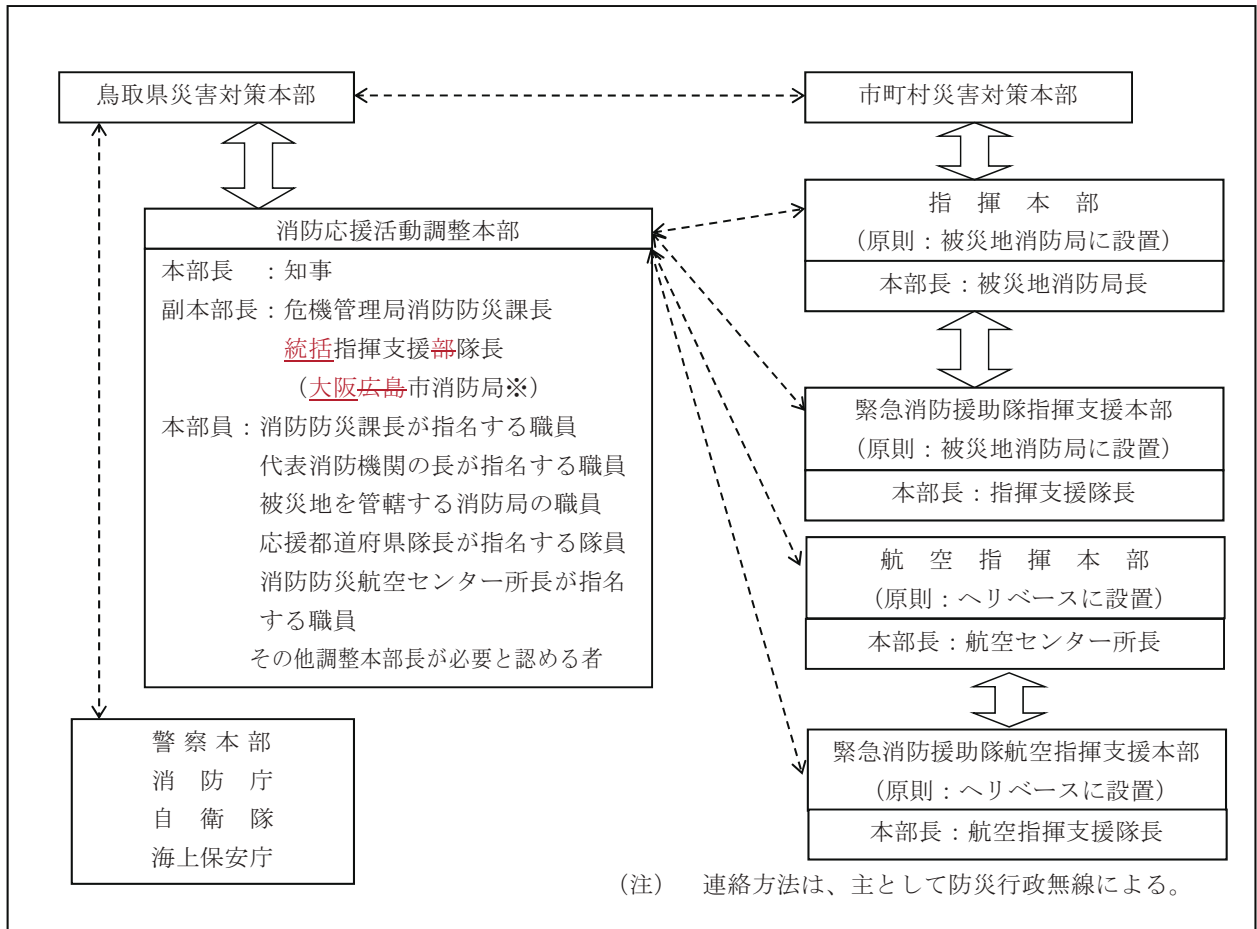 鳥取県災害対策本部
市町村災害対策本部
消防応援活動調整本部
本部長　：知事
副本部長：危機管理局消防防災課長
統括指揮支援部隊長
（大阪広島市消防局※）
本部員：消防防災課長が指名する職員
代表消防機関の長が指名する職員
被災地を管轄する消防局の職員
応援都道府県隊長が指名する隊員
消防防災航空センター所長が指名
する職員
その他調整本部長が必要と認める者
警察本部
消　防　庁
自　衛　隊
海上保安庁
指　揮　本　部
（原則：被災地消防局に設置）
本部長：被災地消防局長
緊急消防援助隊指揮支援本部
（原則：被災地消防局に設置）
本部長：指揮支援隊長
航　空　指　揮　本　部
（原則：ヘリベースに設置）
本部長：航空センター所長
緊急消防援助隊航空指揮支援本部
（原則：ヘリベースに設置）
本部長：航空指揮支援隊長
（注）　連絡方法は、主として防災行政無線による。